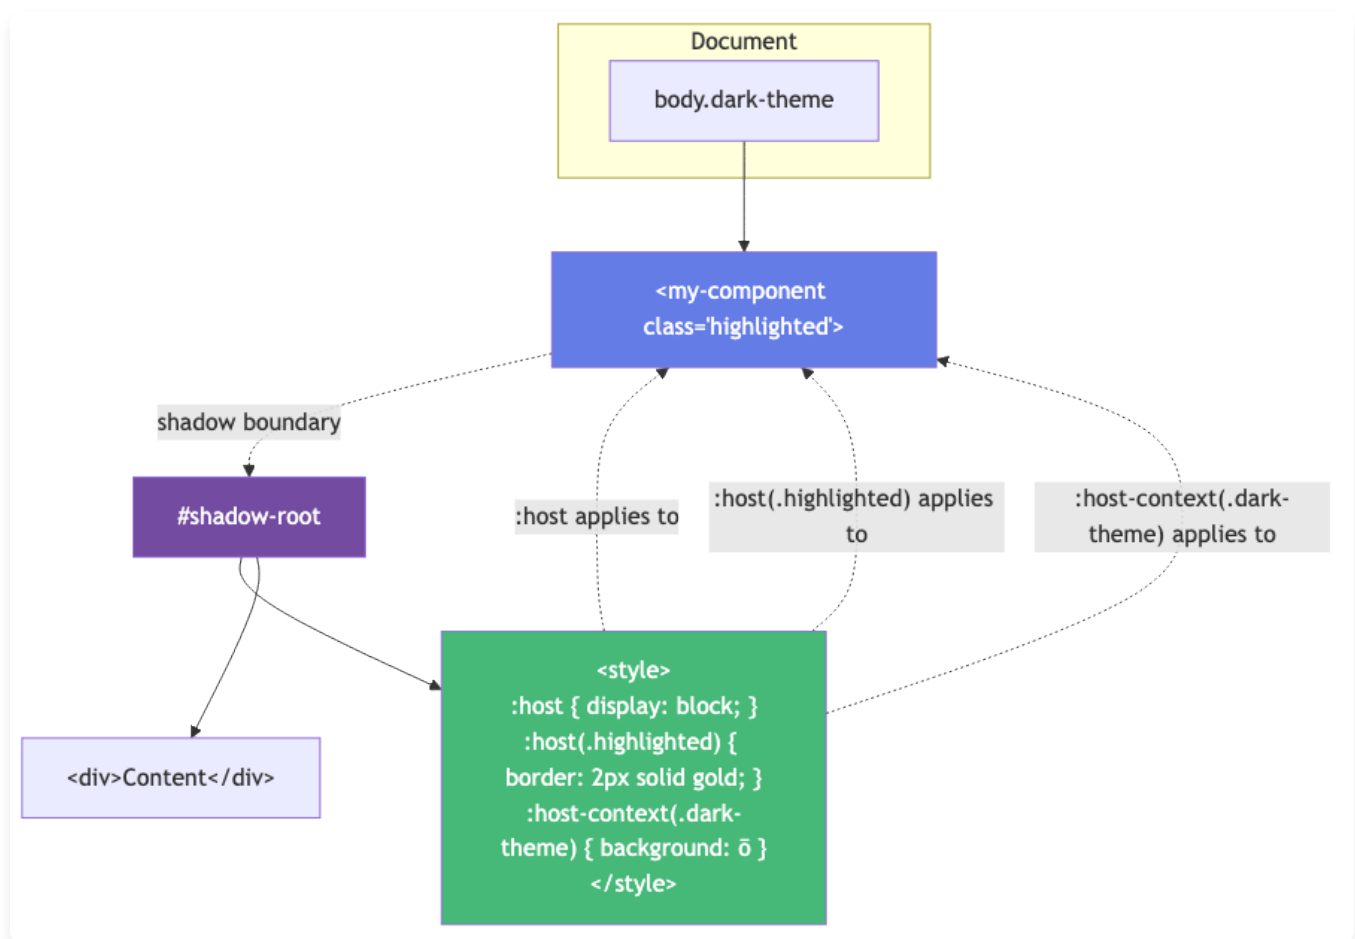 Document
body.dark-theme
<my-component
class='highlighted'>
shadow boundary
#shadow-root
:host applies to
:host(.highlighted) applies
to
:host-context(.dark-
theme) applies to
<style>
:host { display: block; }
:host(.highlighted) {
border: 2px solid gold; }
:host-context(.dark-
theme) { background: ō }
</style>
<div>Content</div>